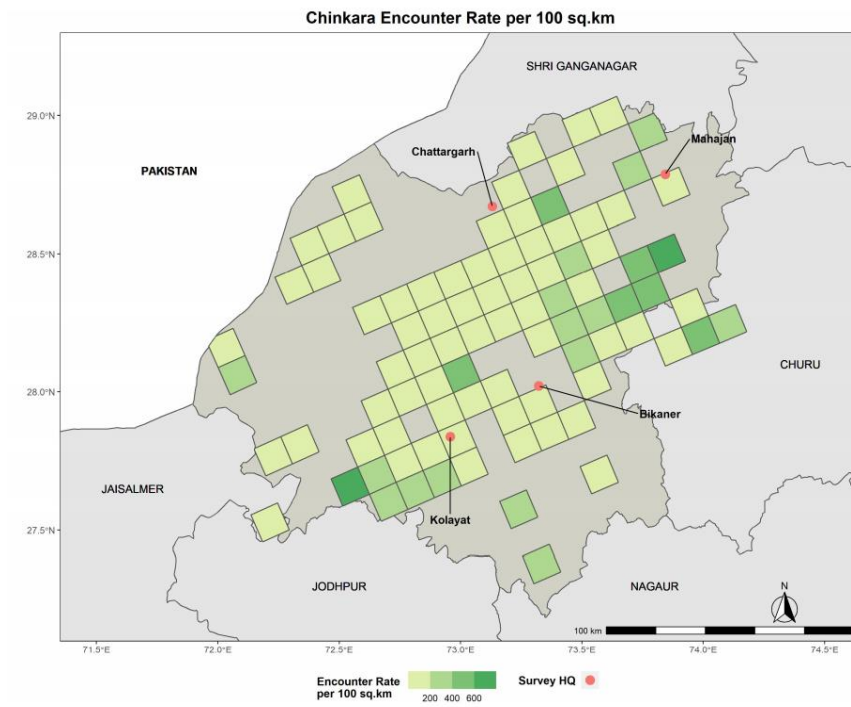 Chinkara Encounter Rate per 100 sq.km
SHRI GANGANAGAR
29.0°N
Chattargarh
Mahajan
PAKISTAN
28.5°N
CHURU
28.0°N
Bikaner
JAISALMER
Kolayat
27.5°N
JODHPUR
NAGAUR
N
100 km
71.5°E 72.0°E 72.5°E 73.0°E 73.5°E 74.0°E 74.5°E
Encounter Rate
per 100 sq.km
200 400 600
Survey HQ